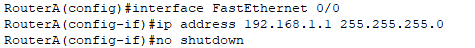 RouterA(config)#interface FastEthernet 0/0
RouterA(config-if)#ip address 192.168.1.1 255.255.255.0
RouterA(config-if)#no shutdown